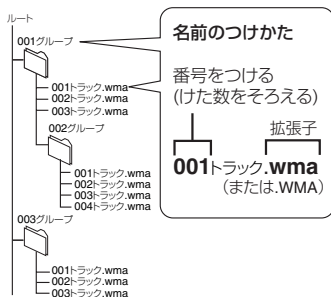 ルート
001グループ
001トラック.wma
002トラック.wma
003トラック.wma
002グループ
001トラック.wma
002トラック.wma
003トラック.wma
004トラック.wma
003グループ
001トラック.wma
002トラック.wma
003トラック.wma
名前のつけかた
番号をつける
(けた数をそろえる)
拡張子
001トラック.wma
(または.WMA)